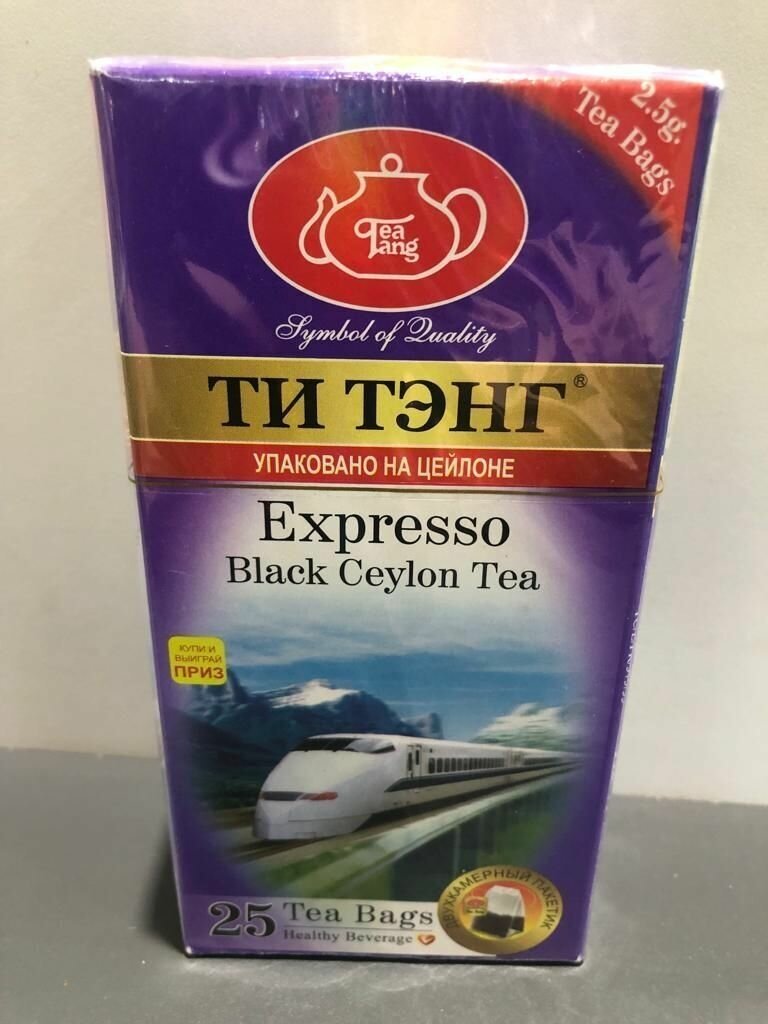 2.5g.
Tea Bags
Tea
Tang
Symbol of Quality
ТИ ТЭНГ®
УПАКОВАНО НА ЦЕЙЛОНЕ
Expresso
Black Ceylon Tea
КУПИ И
ВЫИГРАЙ
ПРИЗ
25 Tea Bags
Healthy Beverage
ДВУХКАМЕРНЫЙ ПАКЕТИК